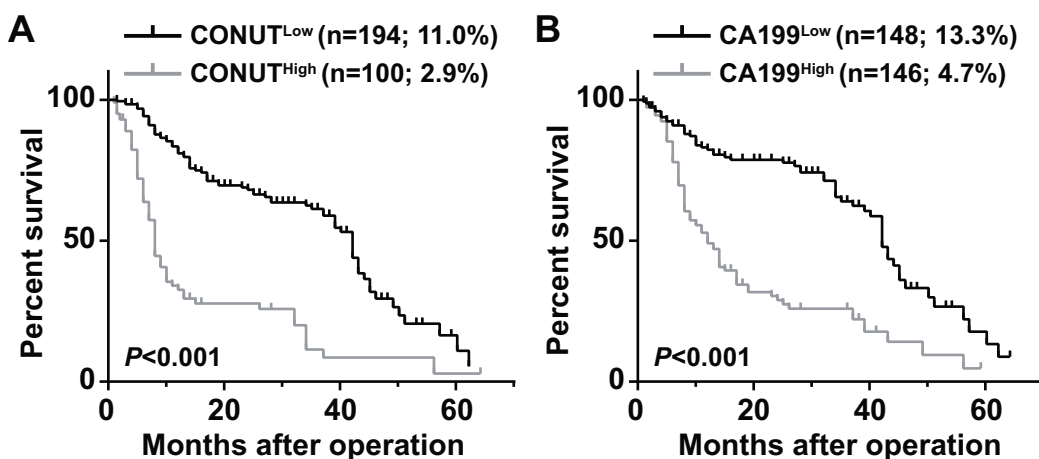 A
CONUTLow (n=194; 11.0%)
CONUTHigh (n=100; 2.9%)
Percent survival
100
50
0
P<0.001
0 20 40 60
Months after operation
B
CA199Low (n=148; 13.3%)
CA199High (n=146; 4.7%)
Percent survival
100
50
0
P<0.001
0 20 40 60
Months after operation